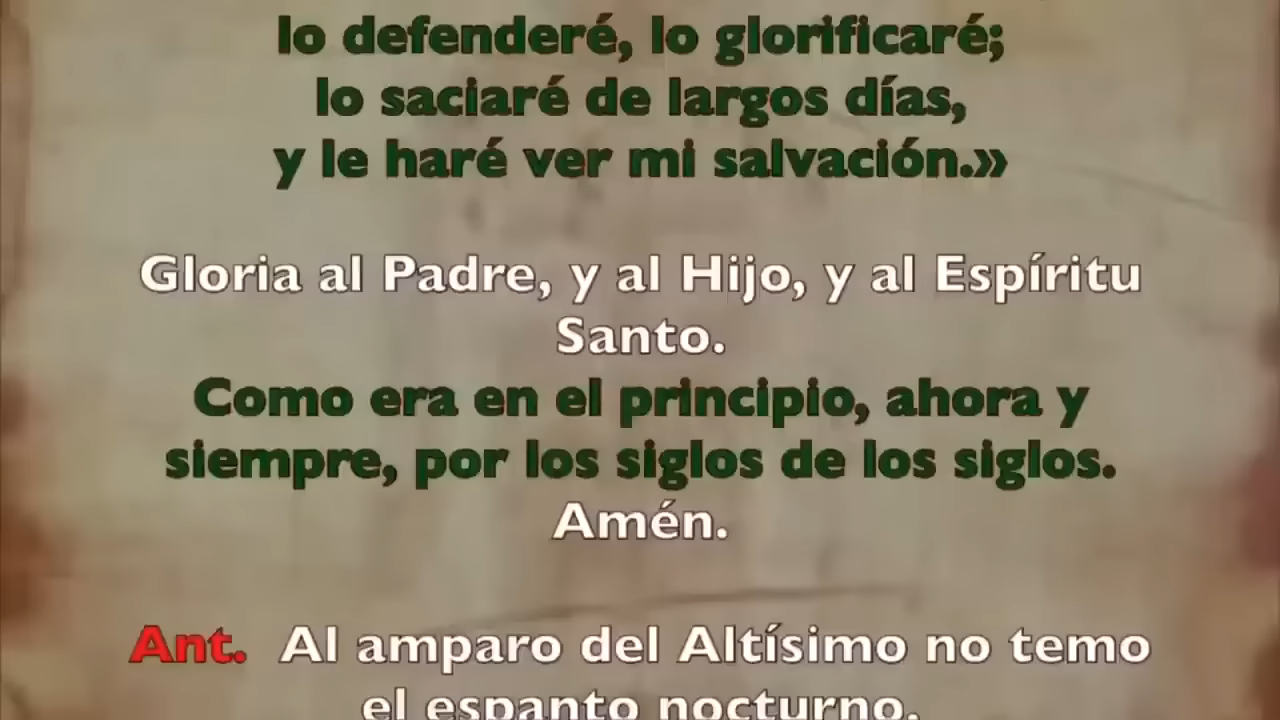 lo defenderé, lo glorificaré;
lo saciaré de largos días,
y le haré ver mi salvación.»
Gloria al Padre, y al Hijo, y al Espíritu
Santo.
Como era en el principio, ahora y
siempre, por los siglos de los siglos.
Amén.
Ant. Al amparo del Altísimo no temo
el espanto nocturno.